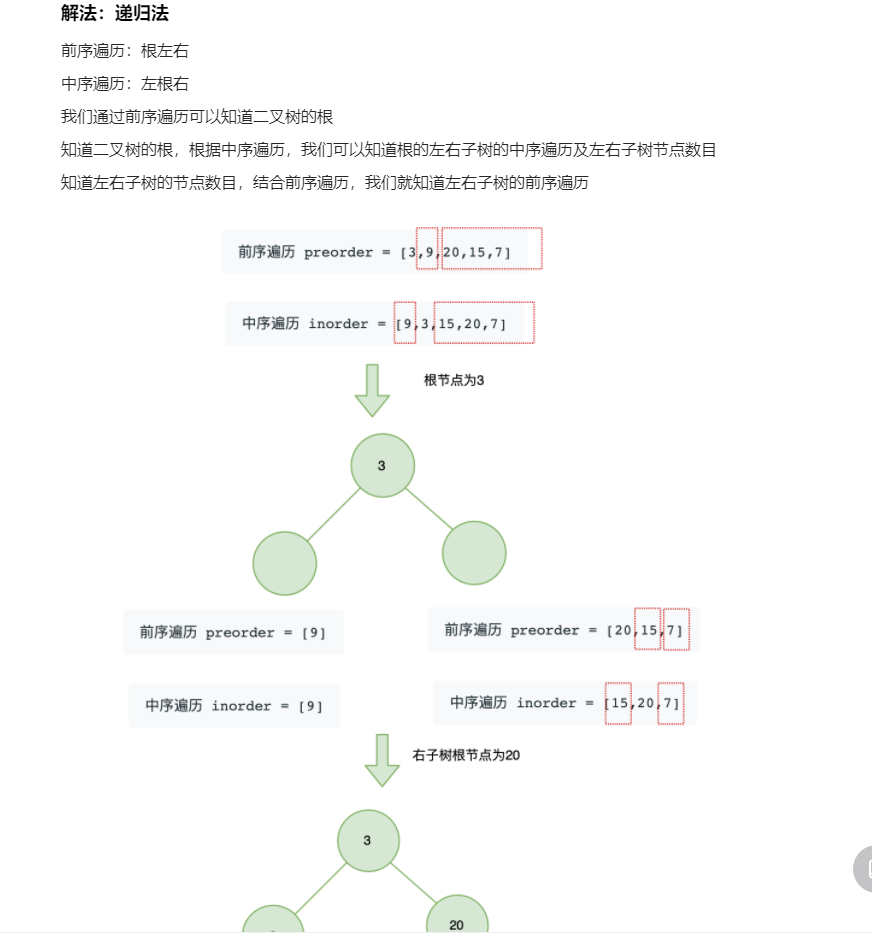 解法：递归法
前序遍历：根左右
中序遍历：左根右
我们通过前序遍历可以知道二叉树的根
知道二叉树的根，根据中序遍历，我们可以知道根的左右子树的中序遍历及左右子树节点数目
知道左右子树的节点数目，结合前序遍历，我们就知道左右子树的前序遍历
前序遍历 preorder = [3,9,20,15,7]
中序遍历 inorder = [9,3,15,20,7]
根节点为3
3
前序遍历 preorder = [9]
前序遍历 preorder = [20,15,7]
中序遍历 inorder = [9]
中序遍历 inorder = [15,20,7]
右子树根节点为20
3
20